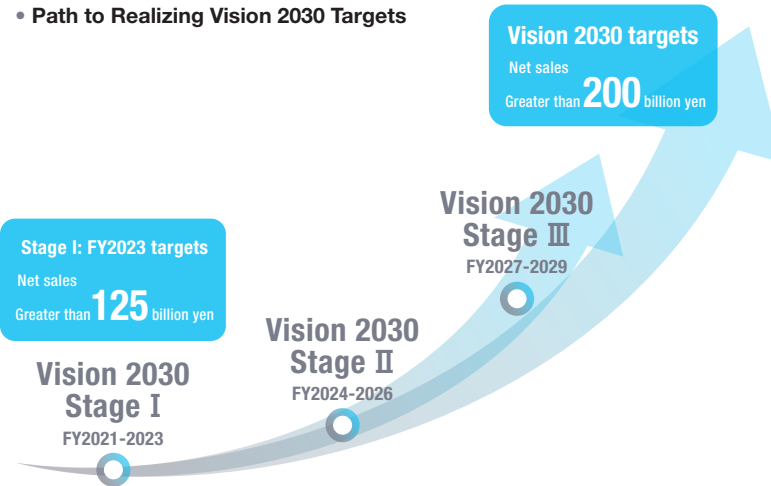 • Path to Realizing Vision 2030 Targets
Vision 2030 targets
Net sales
Greater than 200 billion yen
Vision 2030
Stage Ⅲ
FY2027-2029
Stage I: FY2023 targets
Net sales
Greater than 125 billion yen
Vision 2030
Stage Ⅱ
FY2024-2026
Vision 2030
Stage Ⅰ
FY2021-2023